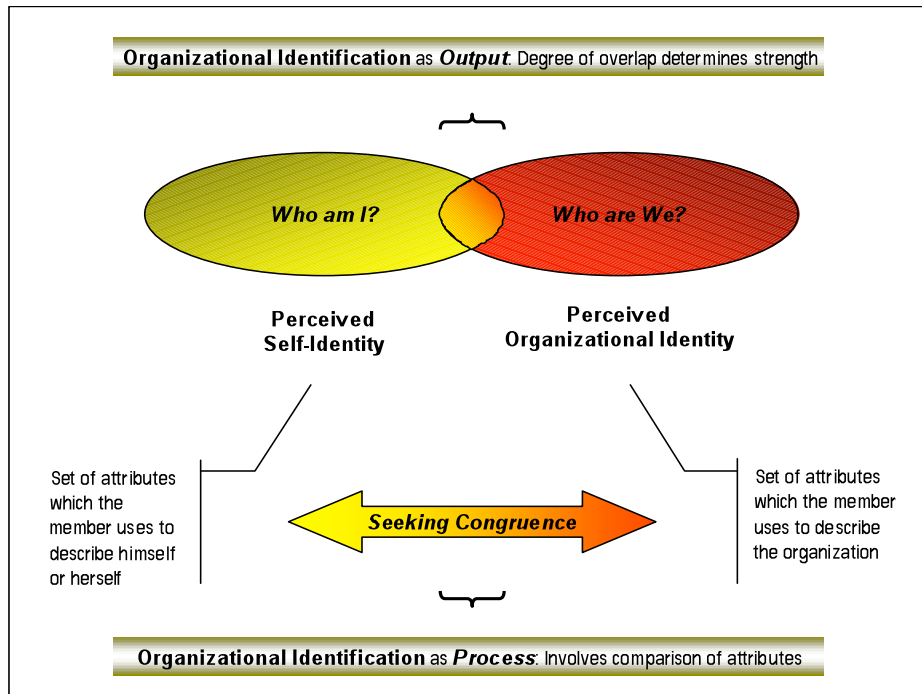 Organizational Identification as Output: Degree of overlap determines strength
Who am I?
Who are We?
Perceived
Self-Identity
Perceived
Organizational Identity
Set of attributes
which the
member uses to
describe himself
or herself
Seeking Congruence
Set of attributes
which the member
uses to describe
the organization
Organizational Identification as Process: Involves comparison of attributes